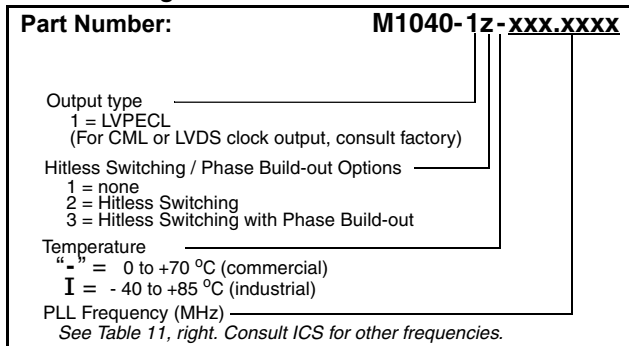 Part Number: M1040-1z-xxx.xxxx
Output type
1 = LVPECL
(For CML or LVDS clock output, consult factory)
Hitless Switching / Phase Build-out Options
1 = none
2 = Hitless Switching
3 = Hitless Switching with Phase Build-out
Temperature
“-” = 0 to +70 °C (commercial)
I = - 40 to +85 °C (industrial)
PLL Frequency (MHz)
See Table 11, right. Consult ICS for other frequencies.